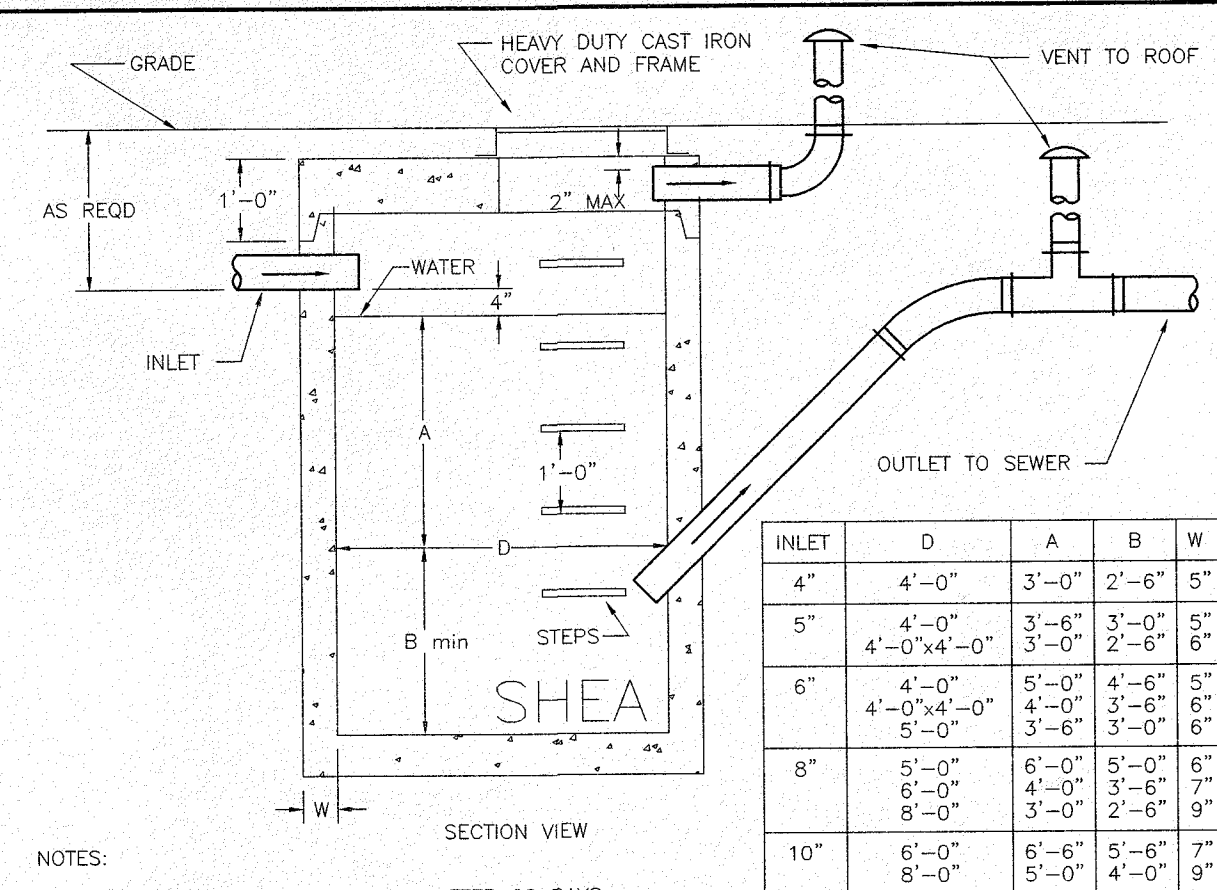 GRADE
HEAVY DUTY CAST IRON
COVER AND FRAME
VENT TO ROOF
AS REQD
1'-0"
2" MAX
WATER
4"
INLET
A
1'-0"
OUTLET TO SEWER
D
B min
STEPS
SHEA
W
SECTION VIEW
NOTES:
INLET D A B W
4" 4'-0" 3'-0" 2'-6" 5"
5" 4'-0" 3'-6" 3'-0" 5"
4'-0"x4'-0" 3'-0" 2'-6" 6"
6" 4'-0" 5'-0" 4'-6" 5"
4'-0"x4'-0" 4'-0" 3'-6" 6"
5'-0" 3'-6" 3'-0" 6"
8" 5'-0" 6'-0" 5'-0" 6"
6'-0" 4'-0" 3'-6" 7"
8'-0" 3'-0" 2'-6" 9"
10" 6'-0" 6'-6" 5'-6" 7"
8'-0" 5'-0" 4'-0" 9"